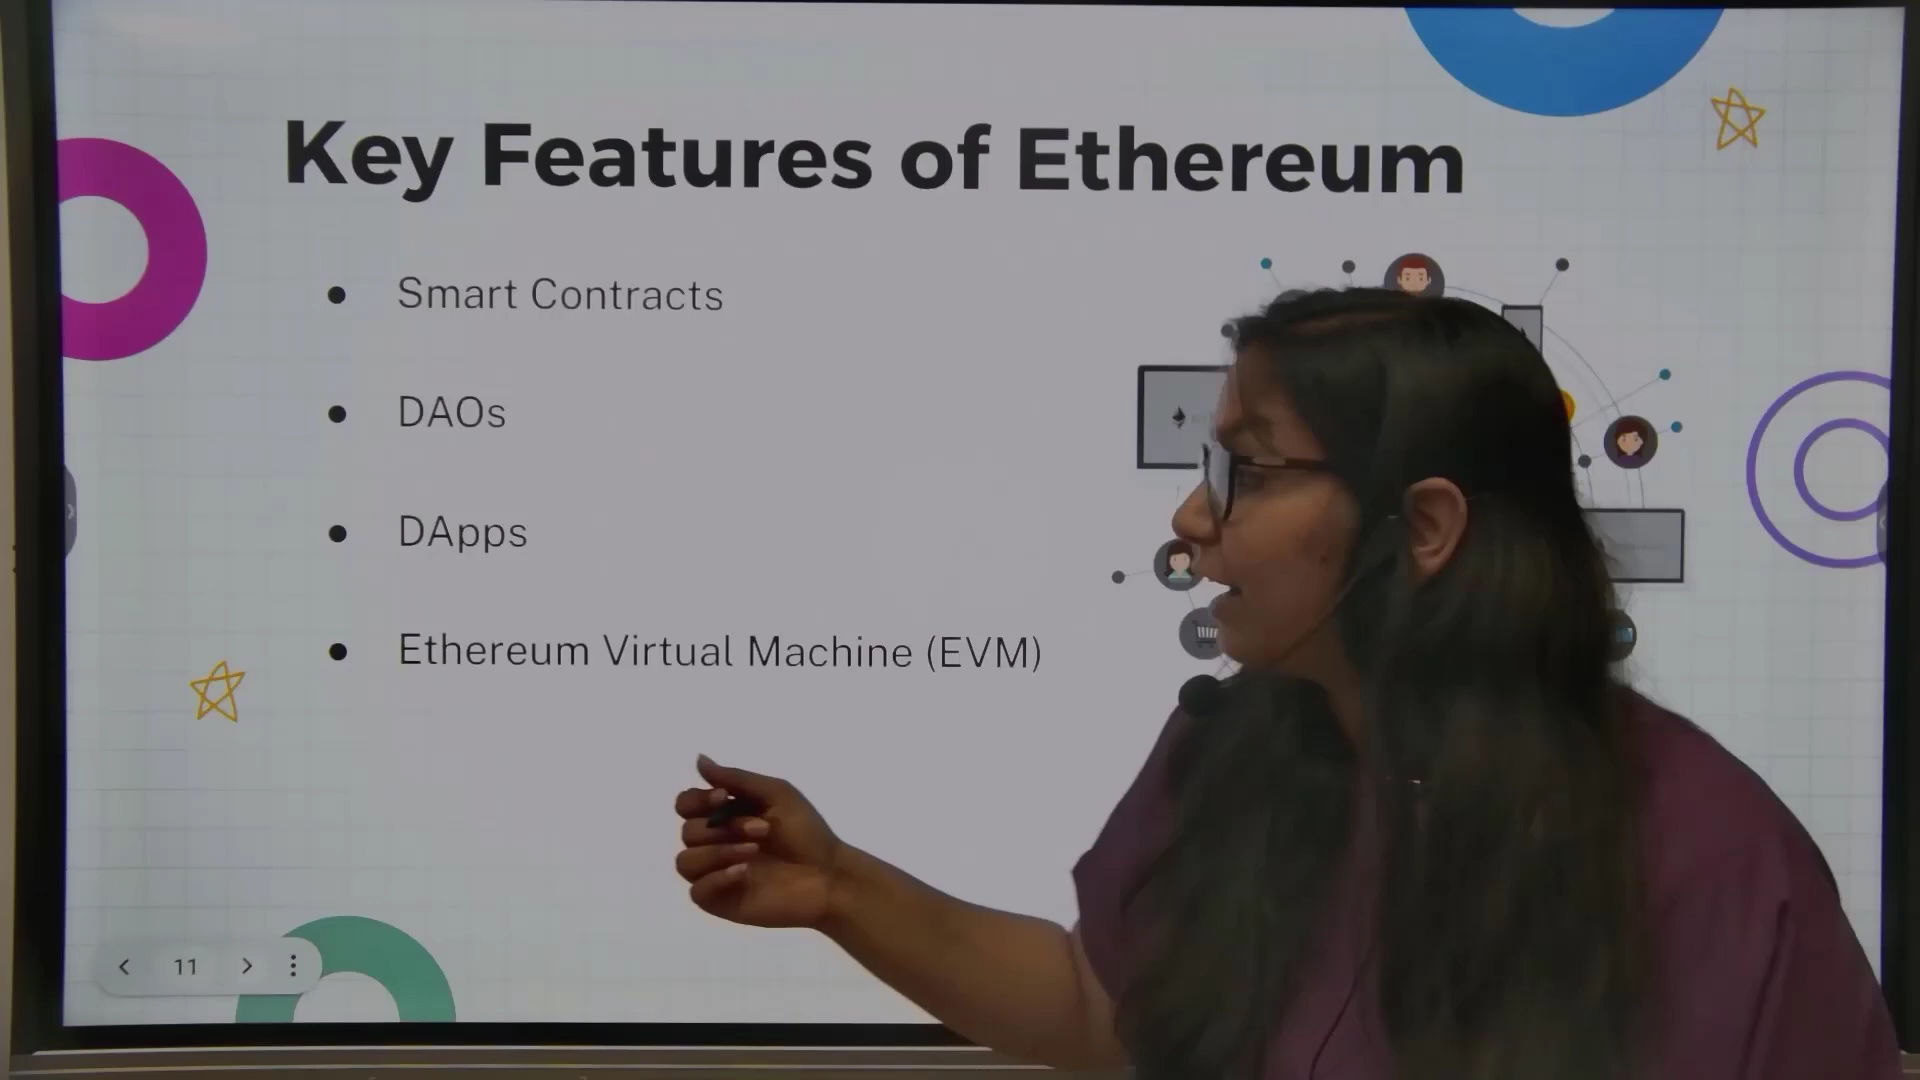 Key Features of Ethereum
● Smart Contracts
● DAOs
● DApps
● Ethereum Virtual Machine (EVM)
11